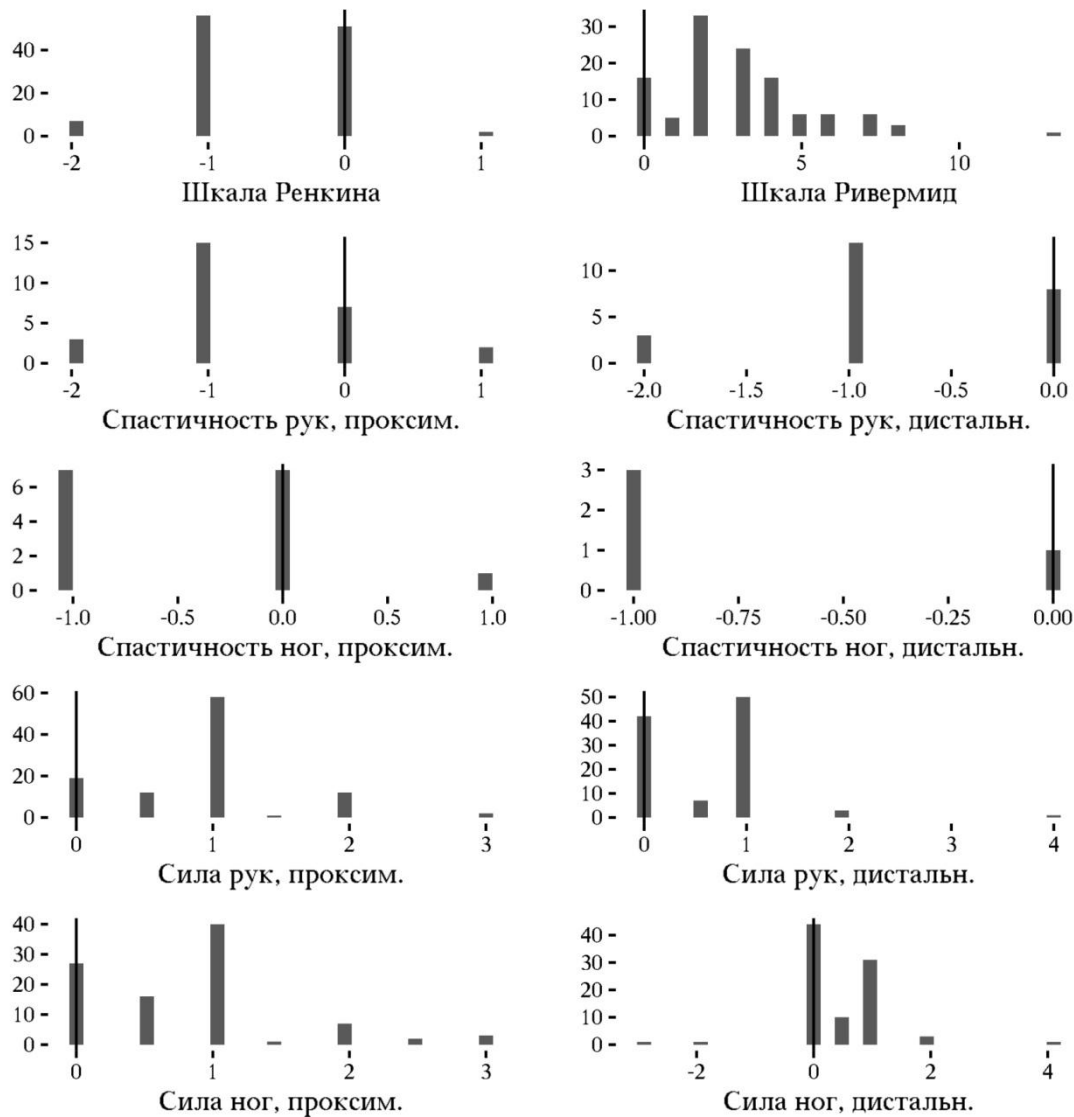 40
20
0
-2 -1 0 1
Шкала Ренкина
30
20
10
0
0 5 10
Шкала Ривермид
15
10
5
0
-2 -1 0 1
Спастичность рук, проксим.
10
5
0
-2.0 -1.5 -1.0 -0.5 0.0
Спастичность рук, дистальн.
6
4
2
0
-1.0 -0.5 0.0 0.5 1.0
Спастичность ног, проксим.
3
2
1
0
-1.00 -0.75 -0.50 -0.25 0.00
Спастичность ног, дистальн.
60
40
20
0
0 1 2 3
Сила рук, проксим.
50
40
30
20
10
0
0 1 2 3 4
Сила рук, дистальн.
40
30
20
10
0
0 1 2 3
Сила ног, проксим.
40
30
20
10
0
-2 0 2 4
Сила ног, дистальн.